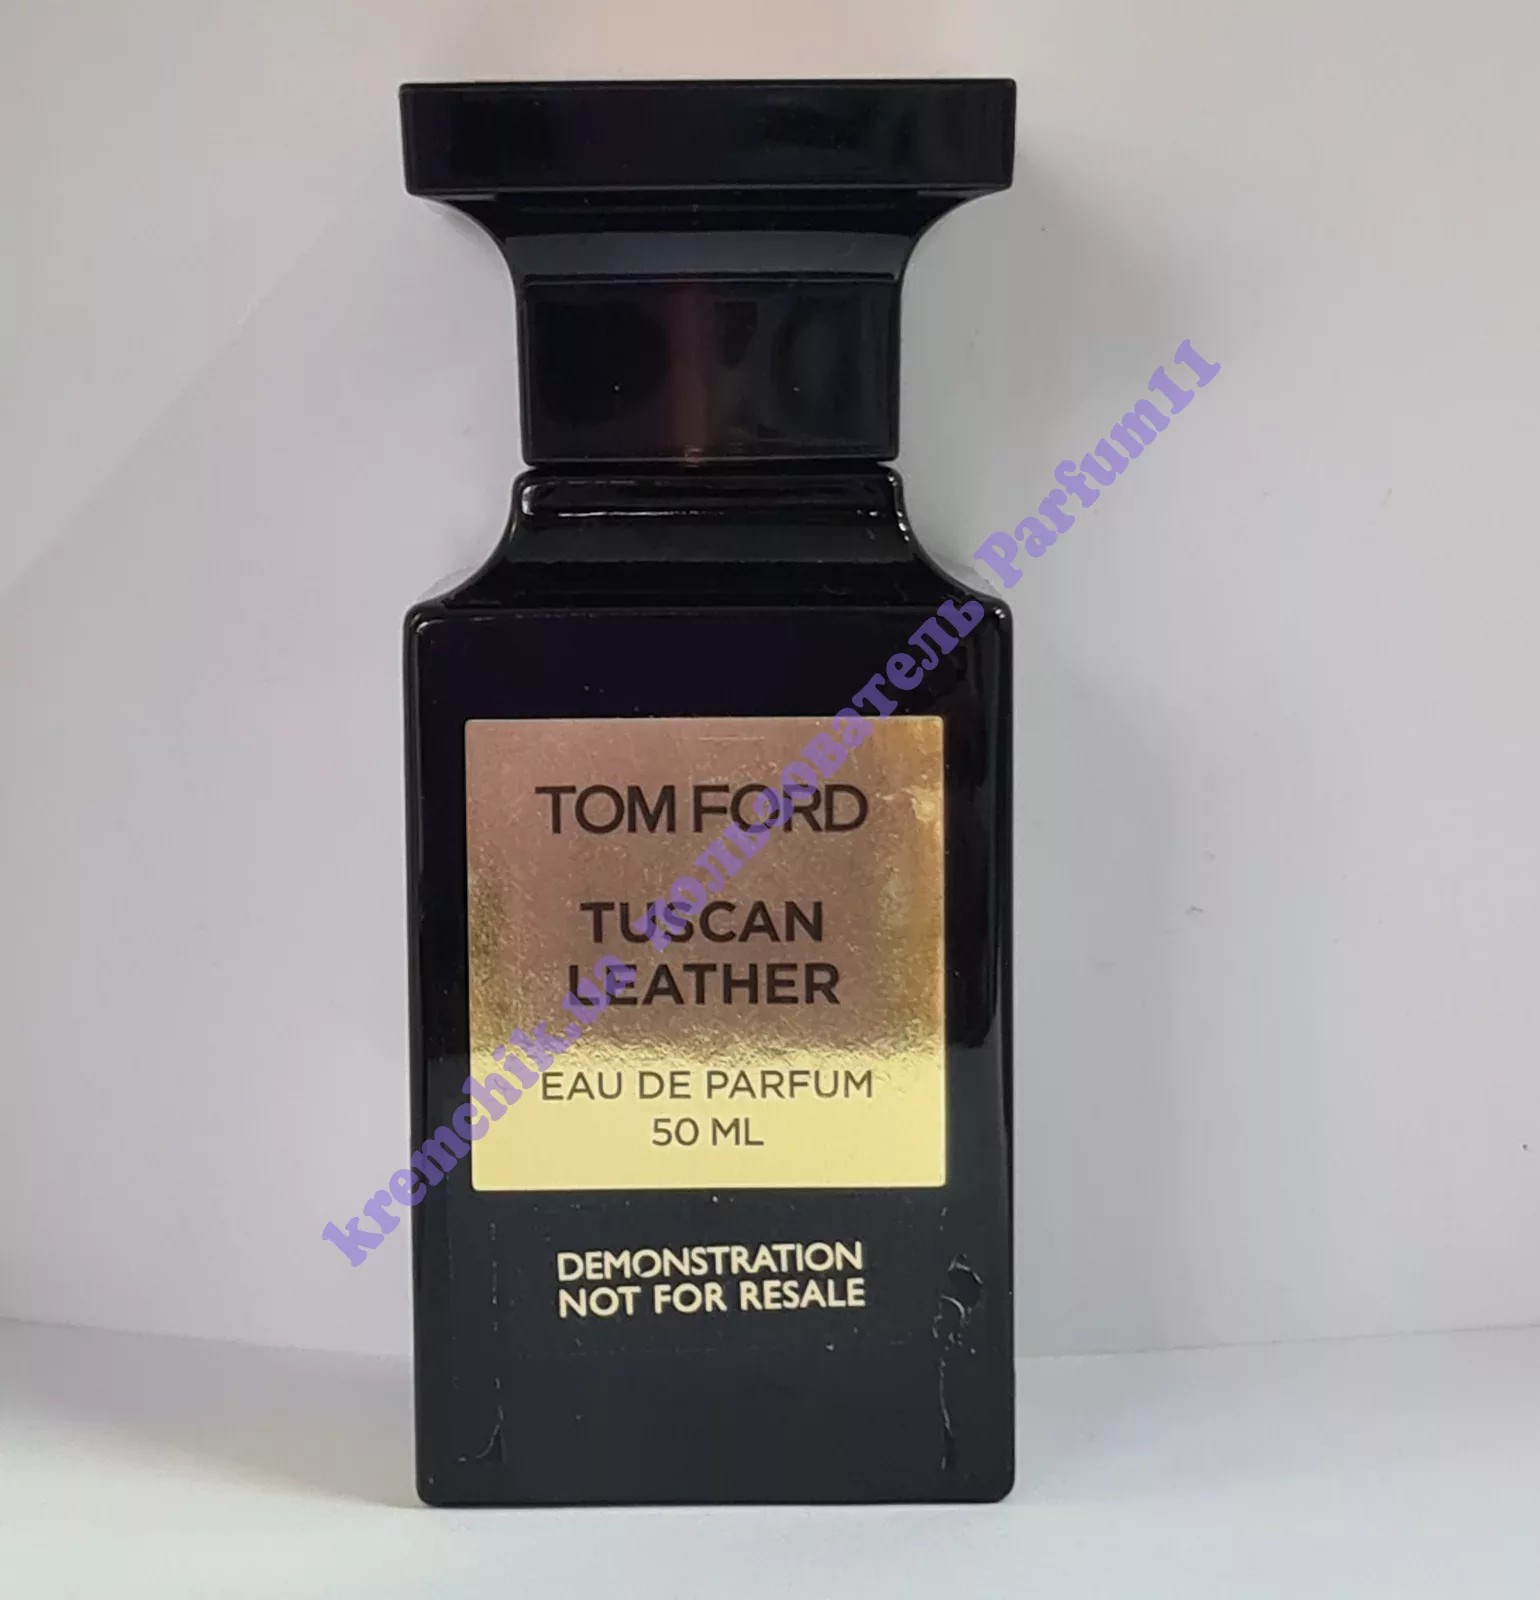 TOM FORD
TUSCAN
LEATHER
EAU DE PARFUM
50 ML
DEMONSTRATION
NOT FOR RESALE
kremchik.ua пользователь Parfum11